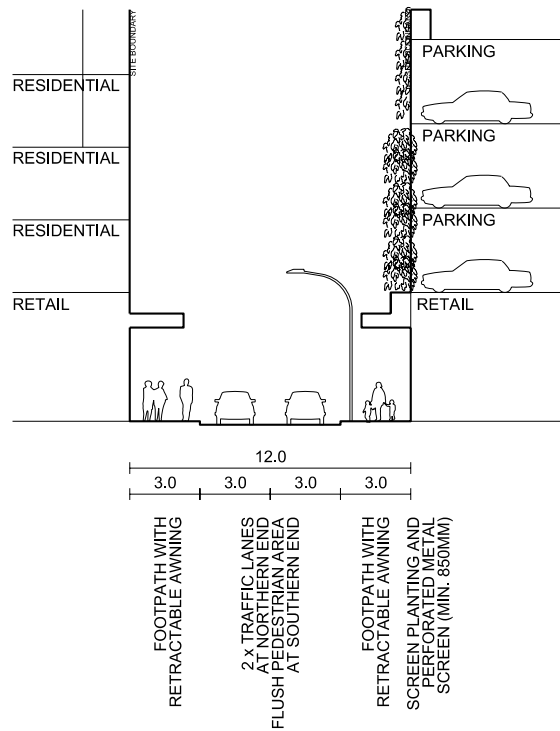 SITE BOUNDARY
PARKING
RESIDENTIAL
PARKING
RESIDENTIAL
PARKING
RESIDENTIAL
RETAIL
RETAIL
12.0
3.0 3.0 3.0 3.0
FOOTPATH WITH
RETRACTABLE AWNING
2 x TRAFFIC LANES
AT NORTHERN END
FLUSH PEDESTRIAN AREA
AT SOUTHERN END
FOOTPATH WITH
RETRACTABLE AWNING
SCREEN PLANTING AND
PERFORATED METAL
SCREEN (MIN. 850MM)